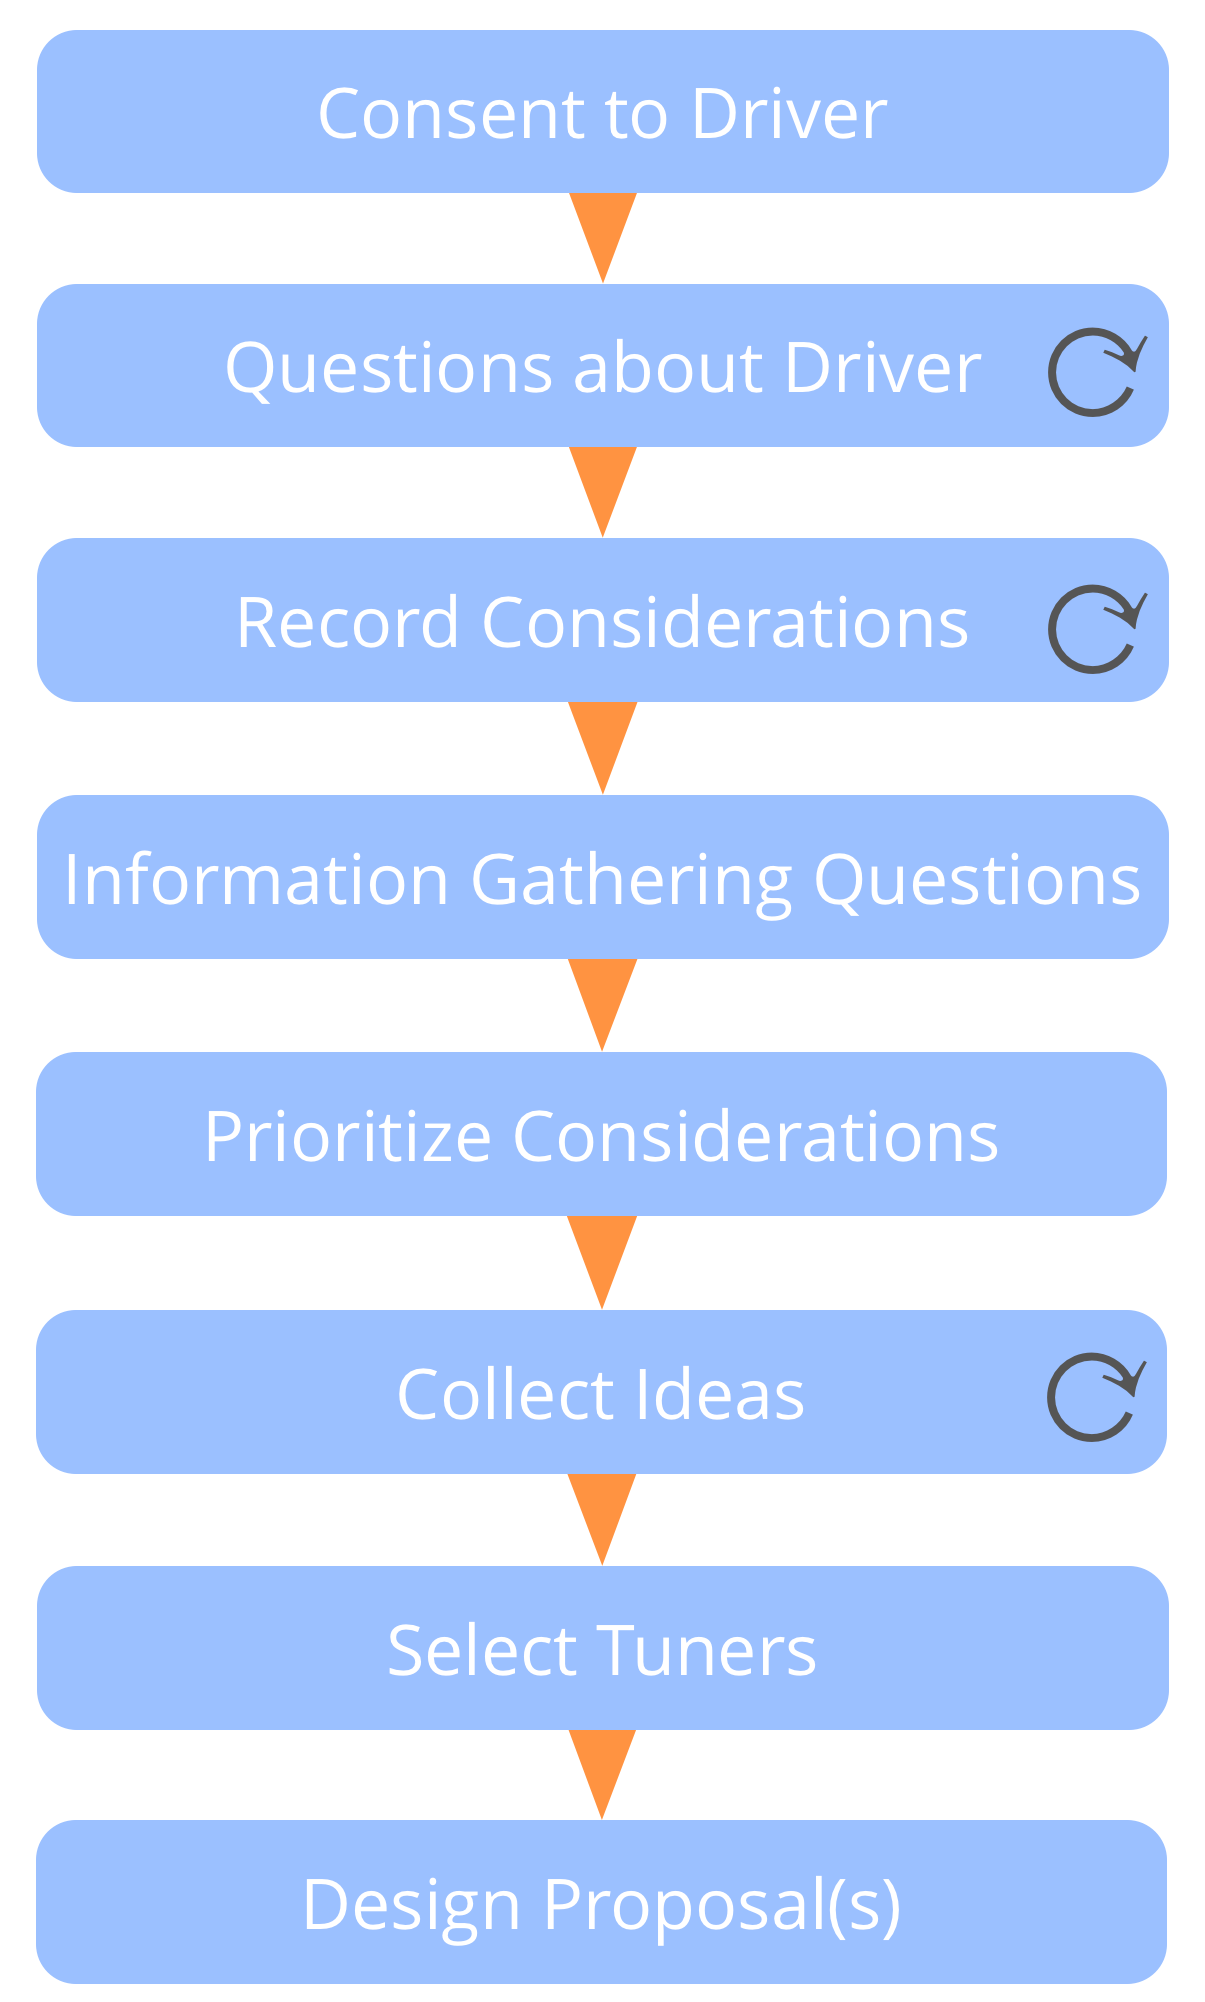 Consent to Driver
Questions about Driver
Record Considerations
Information Gathering Questions
Prioritize Considerations
Collect Ideas
Select Tuners
Design Proposal(s)